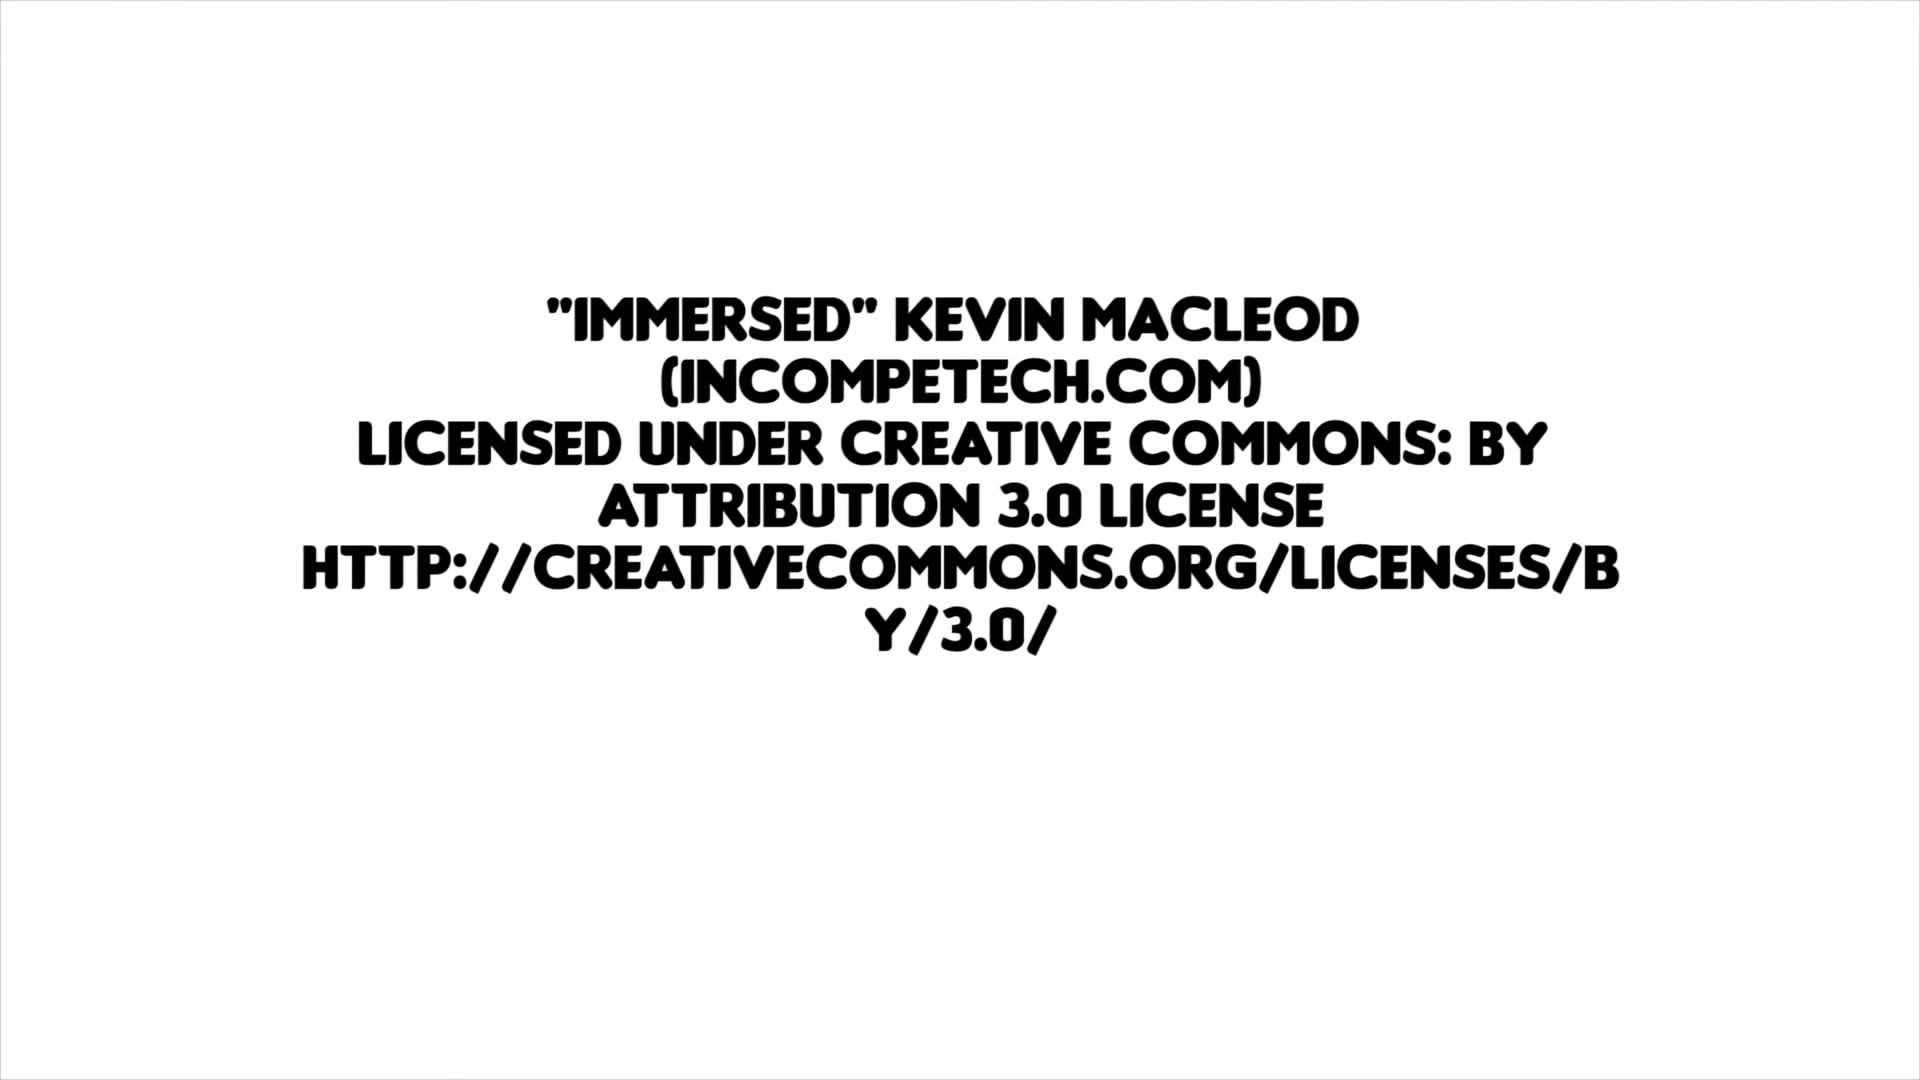 "IMMERSED" KEVIN MACLEOD
(INCOMPETECH.COM)
LICENSED UNDER CREATIVE COMMONS: BY
ATTRIBUTION 3.0 LICENSE
HTTP://CREATIVECOMMONS.ORG/LICENSES/B
Y/3.0/